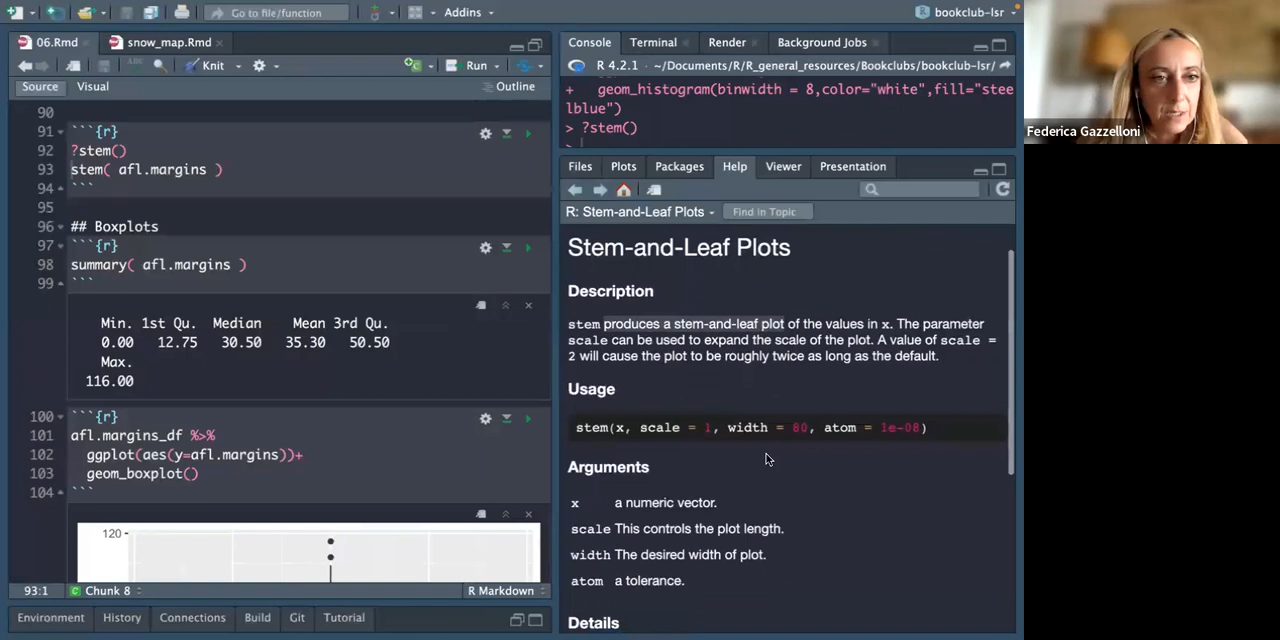 Go to file/function
Addins
bookclub-lsr
06.Rmd
snow_map.Rmd
ABC
Knit
Run
Source
Visual
Outline
90
91 ```{r}
92 ?stem()
93 stem( afl.margins )
94 ```
95
96 ## Boxplots
97 ```{r}
98 summary( afl.margins )
99 ```
Min. 1st Qu. Median Mean 3rd Qu.
0.00 12.75 30.50 35.30 50.50
Max.
116.00
100 ```{r}
101 afl.margins_df %>%
102 ggplot(aes(y=afl.margins))+
103 geom_boxplot()
104 ```
120
93:1
C Chunk 8
R Markdown
Environment
History
Connections
Build
Git
Tutorial
Console
Terminal
Render
Background Jobs
R 4.2.1 · ~/Documents/R/R_general_resources/Bookclubs/bookclub-lsr/
+ geom_histogram(binwidth = 8,color="white",fill="stee
lblue")
> ?stem()
>
Files
Plots
Packages
Help
Viewer
Presentation
R: Stem-and-Leaf Plots
Find in Topic
Stem-and-Leaf Plots
Description
stem produces a stem-and-leaf plot of the values in x. The parameter
scale can be used to expand the scale of the plot. A value of scale =
2 will cause the plot to be roughly twice as long as the default.
Usage
stem(x, scale = 1, width = 80, atom = 1e-08)
Arguments
x a numeric vector.
scale This controls the plot length.
width The desired width of plot.
atom a tolerance.
Details
Federica Gazzelloni